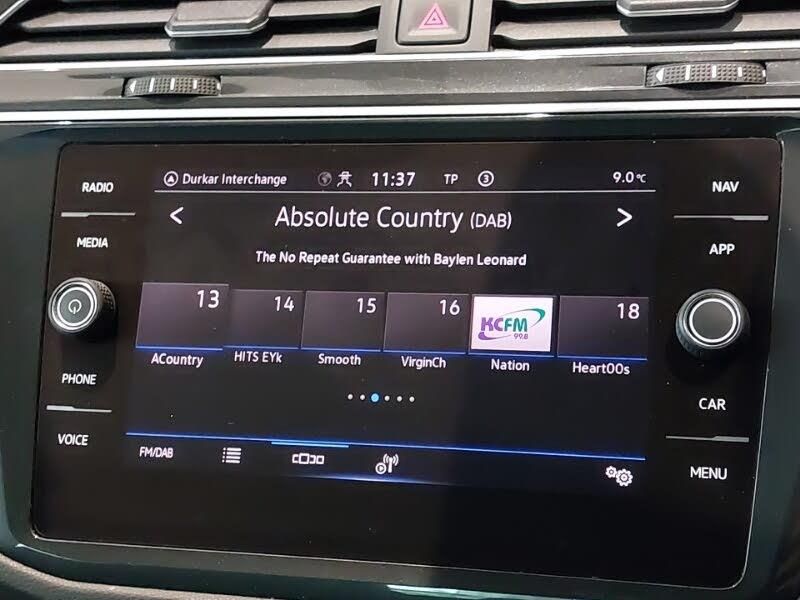 RADIO
MEDIA
PHONE
VOICE
Durkar Interchange 11:37 TP 3 9.0°C
< Absolute Country (DAB) >
The No Repeat Guarantee with Baylen Leonard
13 14 15 16 KCFM 99.8 18
ACountry HITS EYk Smooth VirginCh Nation Heart00s
FM/DAB
NAV
APP
CAR
MENU